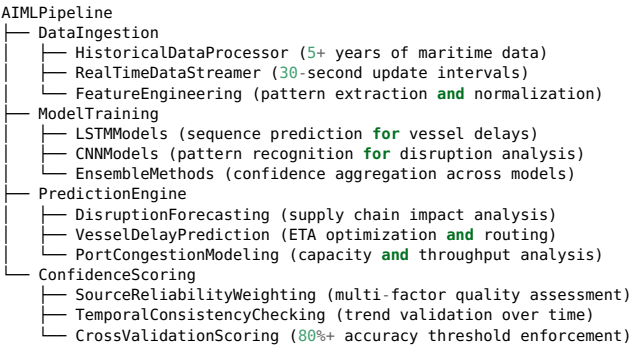 AIMLPipeline
├── DataIngestion
│   ├── HistoricalDataProcessor (5+ years of maritime data)
│   ├── RealTimeDataStreamer (30-second update intervals)
│   └── FeatureEngineering (pattern extraction and normalization)
├── ModelTraining
│   ├── LSTMModels (sequence prediction for vessel delays)
│   ├── CNNModels (pattern recognition for disruption analysis)
│   └── EnsembleMethods (confidence aggregation across models)
├── PredictionEngine
│   ├── DisruptionForecasting (supply chain impact analysis)
│   ├── VesselDelayPrediction (ETA optimization and routing)
│   └── PortCongestionModeling (capacity and throughput analysis)
└── ConfidenceScoring
    ├── SourceReliabilityWeighting (multi-factor quality assessment)
    ├── TemporalConsistencyChecking (trend validation over time)
    └── CrossValidationScoring (80%+ accuracy threshold enforcement)